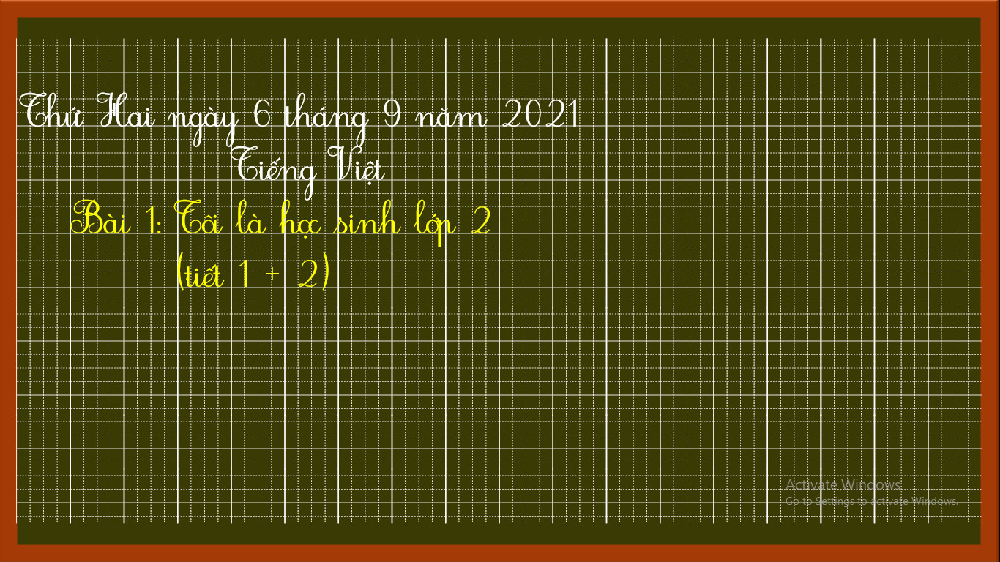 Thứ Hai ngày 6 tháng 9 năm 2021
Tiếng Việt
Bài 1: Tôi là học sinh lớp 2
(tiết 1 + 2)
Activate Windows
Go to Settings to activate Windows.